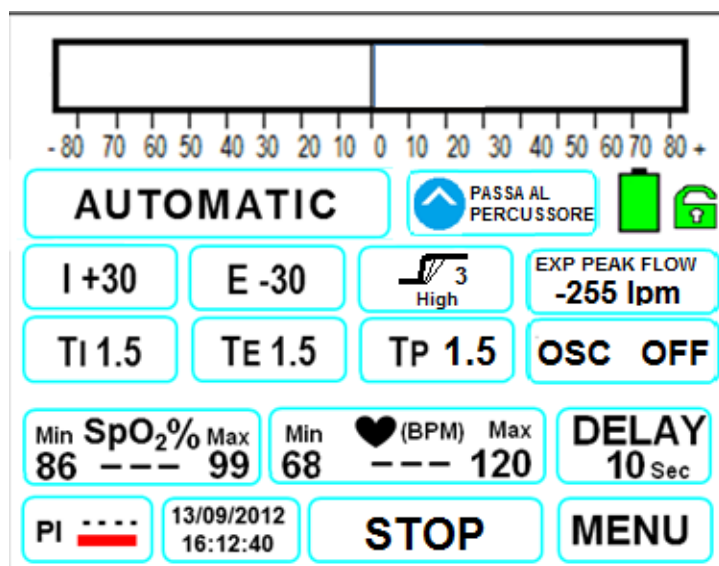 - 80 70 60 50 40 30 20 10 0 10 20 30 40 50 60 70 80 +
AUTOMATIC
PASSA AL
PERCUSSORE
I +30
E -30
3
High
EXP PEAK FLOW
-255 lpm
TI 1.5
TE 1.5
TP 1.5
OSC OFF
Min SpO₂% Max
86 --- 99
Min (BPM) Max
68 --- 120
DELAY
10 Sec
PI ----
13/09/2012
16:12:40
STOP
MENU